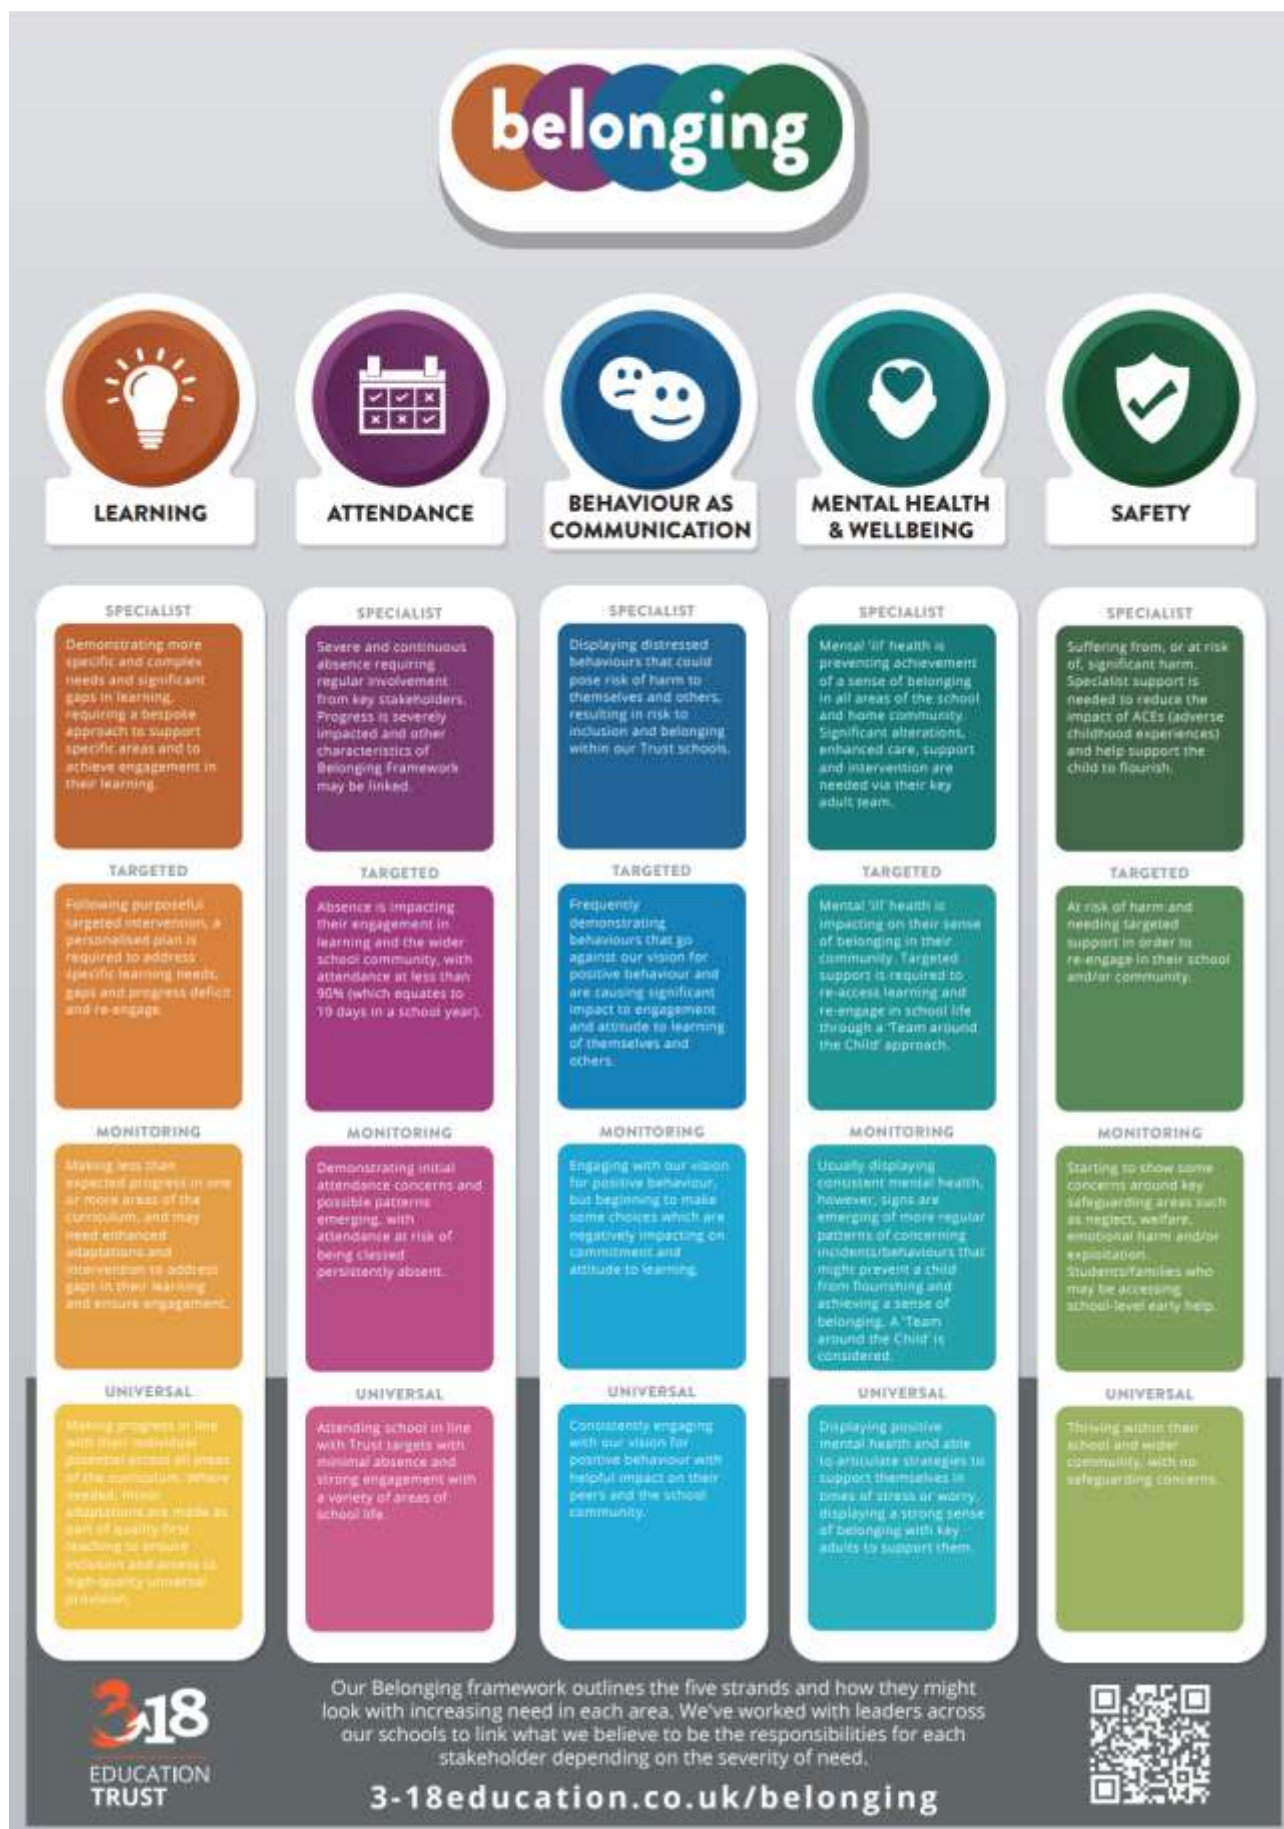 belonging
LEARNING
ATTENDANCE
BEHAVIOUR AS
COMMUNICATION
MENTAL HEALTH
& WELLBEING
SAFETY
SPECIALIST
Demonstrating more
specific and complex
needs and significant
gaps in learning,
requiring a bespoke
approach to support
specific areas and to
achieve engagement in
their learning.
TARGETED
Following purposeful
targeted intervention, a
personalised plan is
required to address
specific learning needs,
gaps and progress deficit
and re-engage.
MONITORING
Making less than
expected progress in one
or more areas of the
curriculum, and may
need enhanced
adaptations and
intervention to address
gaps in their learning
and ensure engagement.
UNIVERSAL
Making progress in line
with their individual
potential across all areas
of the curriculum. Where
needed, minor
adaptations are made as
part of quality first
teaching to ensure
inclusion and access to
high-quality universal
provision.
SPECIALIST
Severe and continuous
absence requiring
regular involvement
from key stakeholders.
Progress is severely
impacted and other
characteristics of
Belonging Framework
may be linked.
TARGETED
Absence is impacting
their engagement in
learning and the wider
school community, with
attendance at less than
90% (which equates to
19 days in a school year).
MONITORING
Demonstrating initial
attendance concerns and
possible patterns
emerging, with
attendance at risk of
being classed
persistently absent.
UNIVERSAL
Attending school in line
with Trust targets with
minimal absence and
strong engagement with
a variety of areas of
school life.
SPECIALIST
Displaying distressed
behaviours that could
pose risk of harm to
themselves and others,
resulting in risk to
inclusion and belonging
within our Trust schools.
TARGETED
Frequently
demonstrating
behaviours that go
against our vision for
positive behaviour and
are causing significant
impact to engagement
and attitude to learning
of themselves and
others.
MONITORING
Engaging with our vision
for positive behaviour,
but beginning to make
some choices which are
negatively impacting on
commitment and
attitude to learning.
UNIVERSAL
Consistently engaging
with our vision for
positive behaviour with
helpful impact on their
peers and the school
community.
SPECIALIST
Mental 'ill' health is
preventing achievement
of a sense of belonging
in all areas of the school
and home community.
Significant alterations,
enhanced care, support
and intervention are
needed via their key
adult team.
TARGETED
Mental 'ill' health is
impacting on their sense
of belonging in their
community. Targeted
support is required to
re-access learning and
re-engage in school life
through a 'Team around
the Child' approach.
MONITORING
Usually displaying
consistent mental health,
however, signs are
emerging of more regular
patterns of concerning
incidents/behaviours that
might prevent a child
from flourishing and
achieving a sense of
belonging. A 'Team
around the Child' is
considered.
UNIVERSAL
Displaying positive
mental health and able
to articulate strategies to
support themselves in
times of stress or worry,
displaying a strong sense
of belonging with key
adults to support them.
SPECIALIST
Suffering from, or at risk
of, significant harm.
Specialist support is
needed to reduce the
impact of ACEs (adverse
childhood experiences)
and help support the
child to flourish.
TARGETED
At risk of harm and
needing targeted
support in order to
re-engage in their school
and/or community.
MONITORING
Starting to show some
concerns around key
safeguarding areas such
as neglect, welfare,
emotional harm and/or
exploitation.
Students/families who
may be accessing
school-level early help.
UNIVERSAL
Thriving within their
school and wider
community, with no
safeguarding concerns.
3-18
EDUCATION
TRUST
Our Belonging framework outlines the five strands and how they might
look with increasing need in each area. We've worked with leaders across
our schools to link what we believe to be the responsibilities for each
stakeholder depending on the severity of need.
3-18education.co.uk/belonging